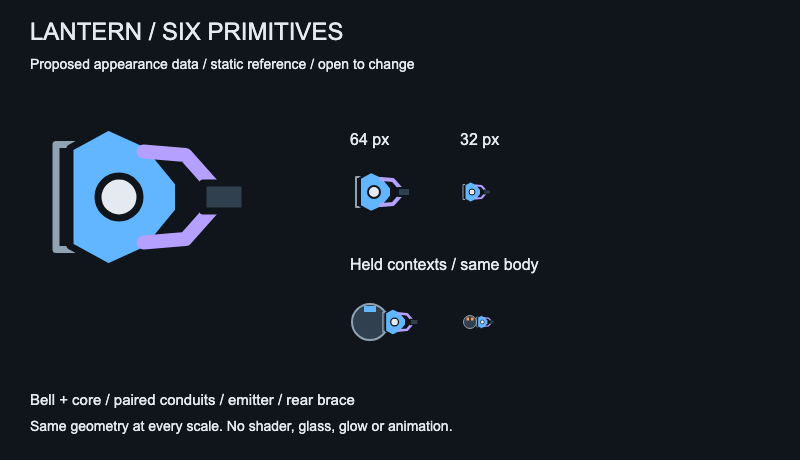 LANTERN / SIX PRIMITIVES
Proposed appearance data / static reference / open to change
64 px
32 px
Held contexts / same body
Bell + core / paired conduits / emitter / rear brace
Same geometry at every scale. No shader, glass, glow or animation.